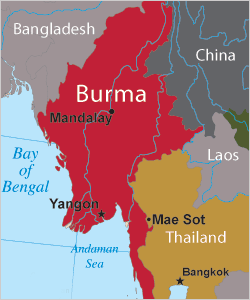 Bangladesh
China
Burma
Mandalay
Laos
Bay
of
Bengal
Yangon
Mae Sot
Thailand
Andaman
Sea
Bangkok